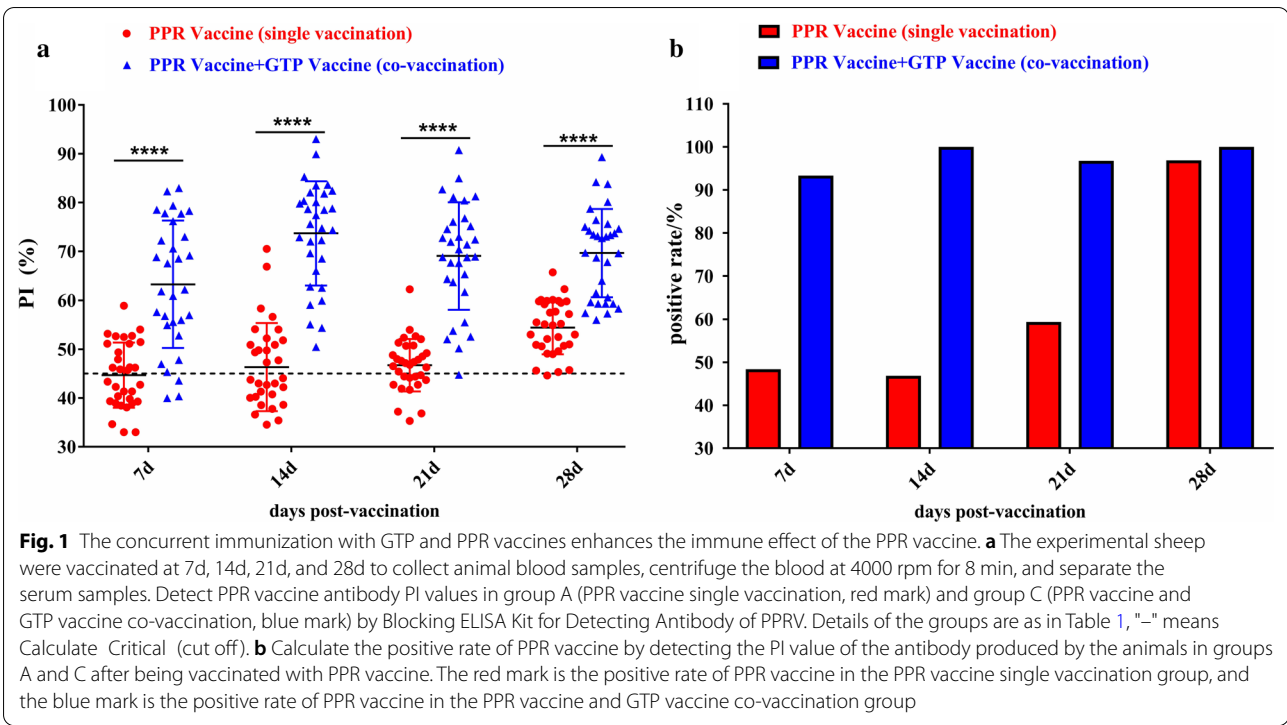 a
PPR Vaccine (single vaccination)
PPR Vaccine+GTP Vaccine (co-vaccination)
100
90
80
70
60
50
40
30
PI (%)
****
****
****
****
7d
14d
21d
28d
days post-vaccination
b
PPR Vaccine (single vaccination)
PPR Vaccine+GTP Vaccine (co-vaccination)
110
100
90
80
70
60
50
40
30
positive rate/%
7d
14d
21d
28d
days post-vaccination
Fig. 1 The concurrent immunization with GTP and PPR vaccines enhances the immune effect of the PPR vaccine. a The experimental sheep
were vaccinated at 7d, 14d, 21d, and 28d to collect animal blood samples, centrifuge the blood at 4000 rpm for 8 min, and separate the
serum samples. Detect PPR vaccine antibody PI values in group A (PPR vaccine single vaccination, red mark) and group C (PPR vaccine and
GTP vaccine co-vaccination, blue mark) by Blocking ELISA Kit for Detecting Antibody of PPRV. Details of the groups are as in Table 1, "–" means
Calculate Critical (cut off). b Calculate the positive rate of PPR vaccine by detecting the PI value of the antibody produced by the animals in groups
A and C after being vaccinated with PPR vaccine. The red mark is the positive rate of PPR vaccine in the PPR vaccine single vaccination group, and
the blue mark is the positive rate of PPR vaccine in the PPR vaccine and GTP vaccine co-vaccination group